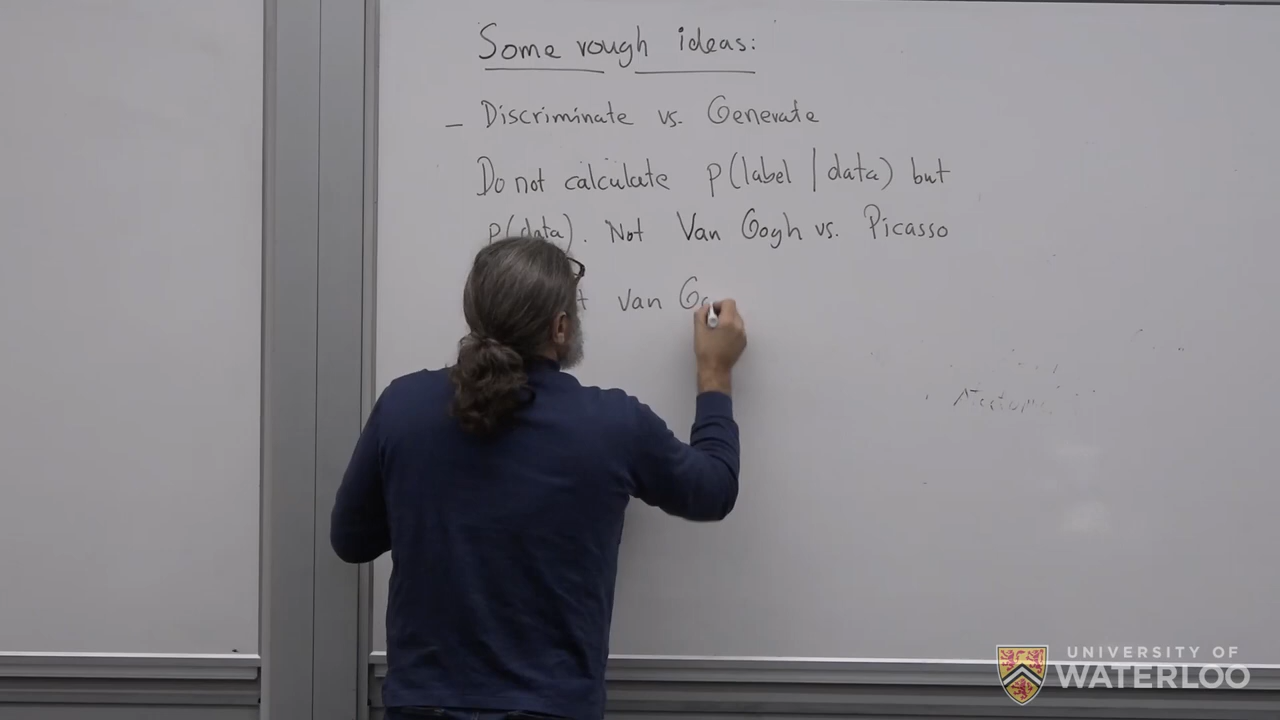 Some rough ideas:
- Discriminate vs. Generate
Do not calculate p(label | data) but
p(data). Not Van Gogh vs. Picasso
van
UNIVERSITY OF
WATERLOO